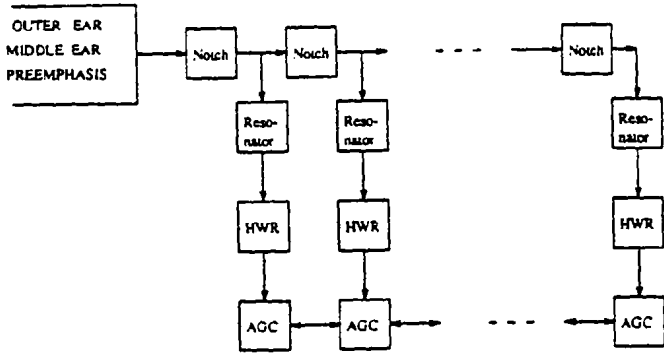 OUTER EAR
MIDDLE EAR
PREEMPHASIS
Notch
Notch
Notch
Reso-
nator
Reso-
nator
Reso-
nator
HWR
HWR
HWR
AGC
AGC
AGC